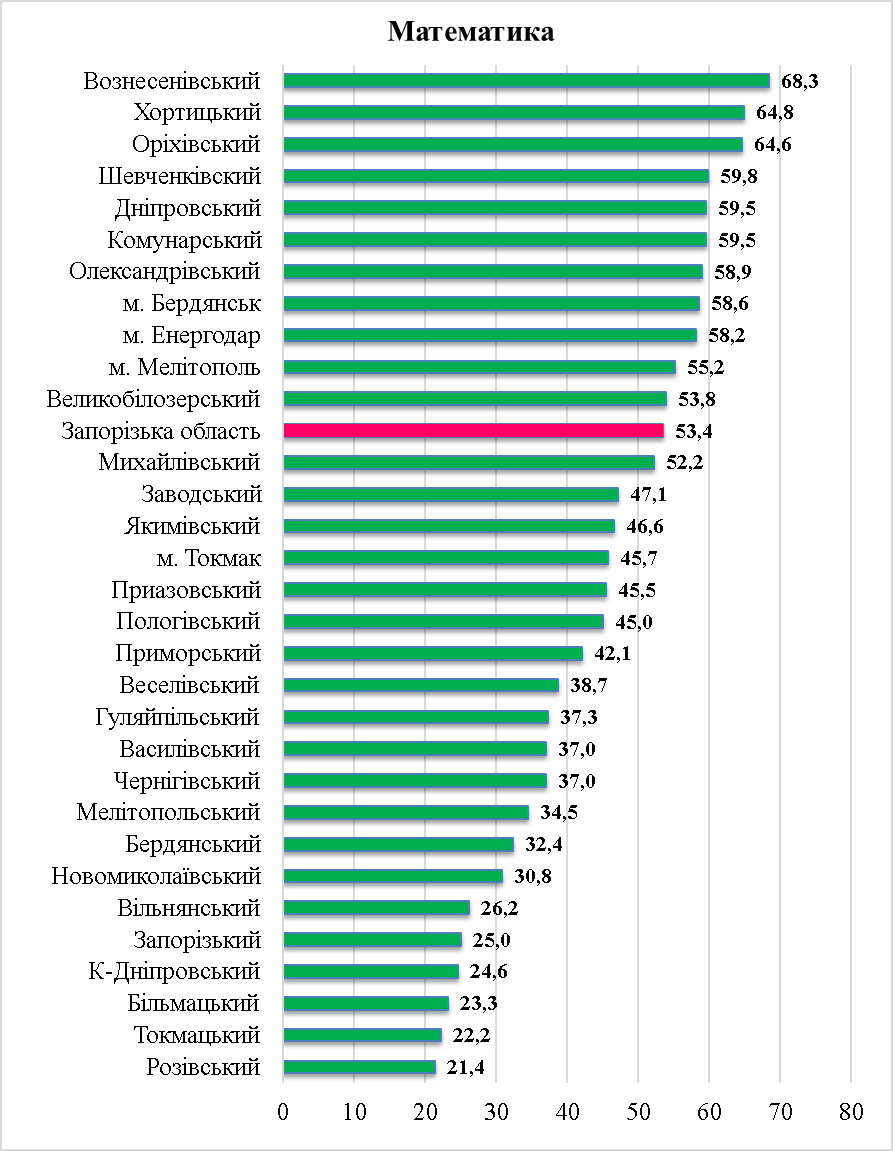 Математика
Вознесенівський 68,3
Хортицький 64,8
Оріхівський 64,6
Шевченківский 59,8
Дніпровський 59,5
Комунарський 59,5
Олександрівський 58,9
м. Бердянськ 58,6
м. Енергодар 58,2
м. Мелітополь 55,2
Великобілозерський 53,8
Запорізька область 53,4
Михайлівський 52,2
Заводський 47,1
Якимівський 46,6
м. Токмак 45,7
Приазовський 45,5
Пологівський 45,0
Приморський 42,1
Веселівський 38,7
Гуляйпільський 37,3
Василівський 37,0
Чернігівський 37,0
Мелітопольський 34,5
Бердянський 32,4
Новомиколаївський 30,8
Вільнянський 26,2
Запорізький 25,0
К-Дніпровський 24,6
Більмацький 23,3
Токмацький 22,2
Розівський 21,4
0 10 20 30 40 50 60 70 80